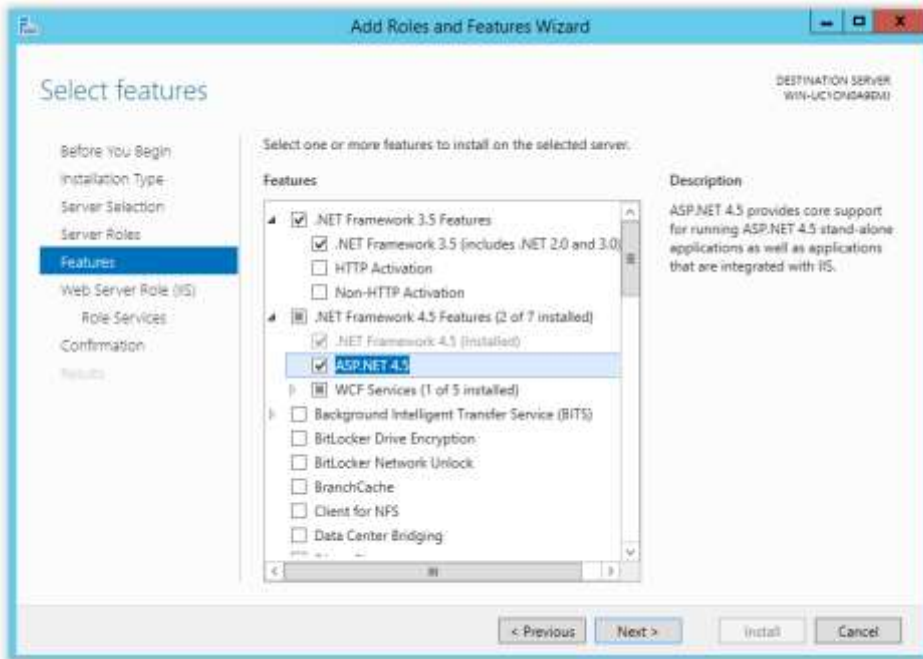 Add Roles and Features Wizard
Select features
DESTINATION SERVER
Before You Begin
Installation Type
Server Selection
Server Roles
Features
Web Server Role (IIS)
Role Services
Confirmation
Results
Select one or more features to install on the selected server.
Features
.NET Framework 3.5 Features
.NET Framework 3.5 (includes .NET 2.0 and 3.0)
HTTP Activation
Non-HTTP Activation
.NET Framework 4.5 Features (2 of 7 installed)
.NET Framework 4.5 (Installed)
ASP.NET 4.5
WCF Services (1 of 5 installed)
Background Intelligent Transfer Service (BITS)
BitLocker Drive Encryption
BitLocker Network Unlock
BranchCache
Client for NFS
Data Center Bridging
Description
ASP.NET 4.5 provides core support
for running ASP.NET 4.5 stand-alone
applications as well as applications
that are integrated with IIS.
< Previous
Next >
Install
Cancel